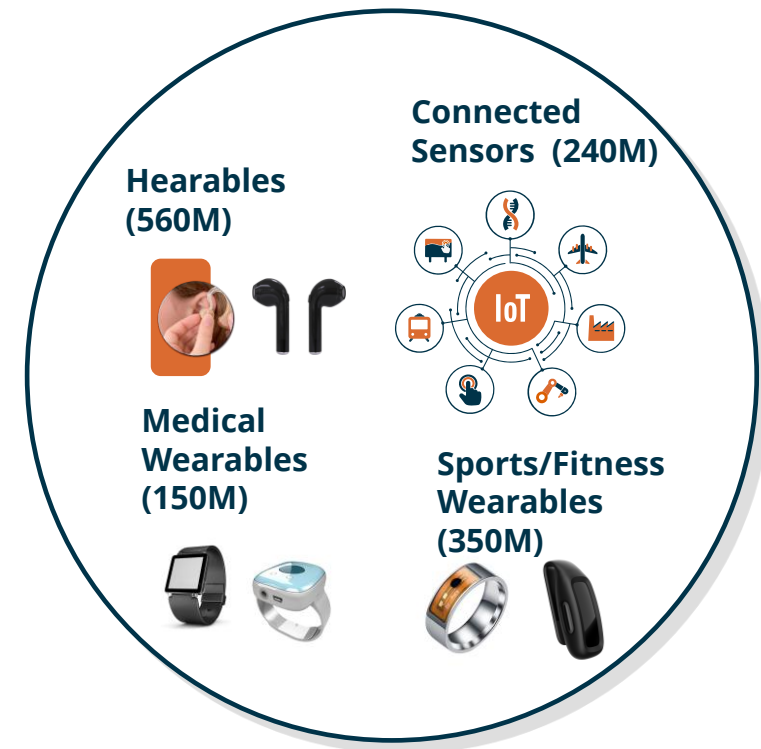 Connected
Sensors (240M)
Hearables
(560M)
IoT
Medical
Wearables
(150M)
Sports/Fitness
Wearables
(350M)